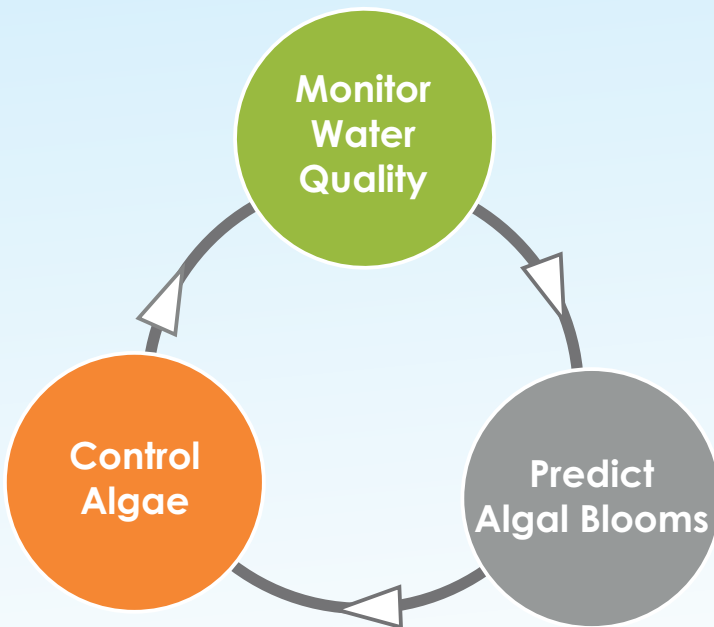 Monitor
Water
Quality
Predict
Algal Blooms
Control
Algae